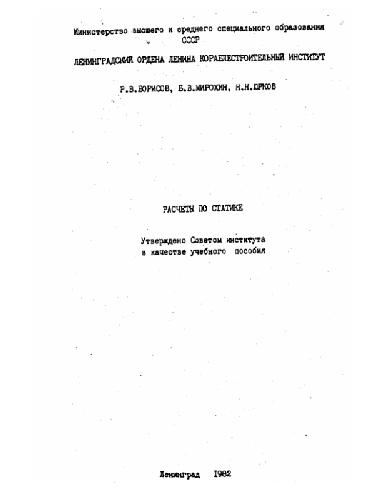 Министерство высшего и среднего специального образования
СССР
ЛЕНИНГРАДСКИЙ ОРДЕНА ЛЕНИНА КОРАБЛЕСТРОИТЕЛЬНЫЙ ИНСТИТУТ
Р.В.БОРИСОВ, Б.В.МИРОХИН, Н.Н.ЮРКОВ
РАСЧЕТЫ ПО СТАТИКЕ
Утверждено Советом института
в качестве учебного пособия
Ленинград 1982